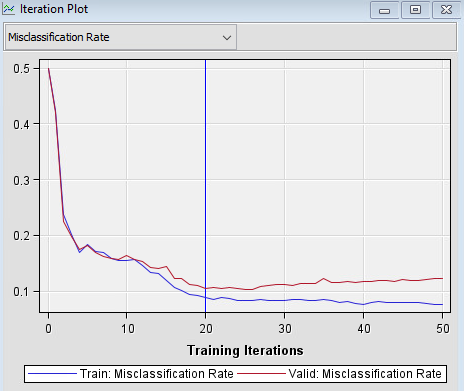 Iteration Plot
Misclassification Rate
0.5
0.4
0.3
0.2
0.1
0 10 20 30 40 50
Training Iterations
Train: Misclassification Rate Valid: Misclassification Rate